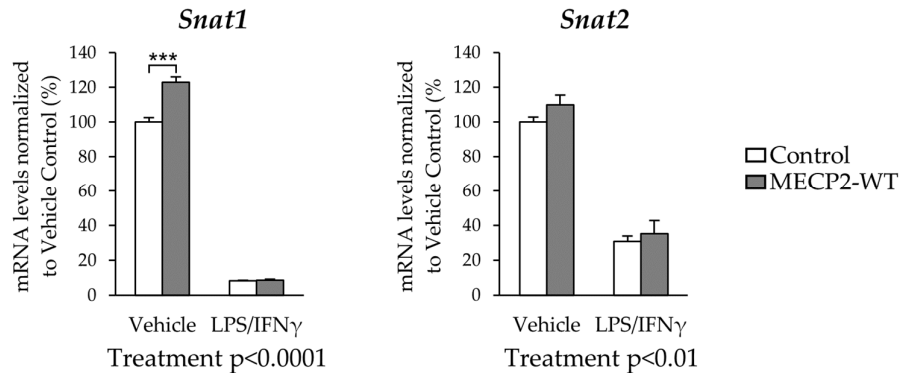 Snat1
mRNA levels normalized
to Vehicle Control (%)
140
120
100
80
60
40
20
0
***
Vehicle
LPS/IFNγ
Treatment p<0.0001
Snat2
mRNA levels normalized
to Vehicle Control (%
140
120
100
80
60
40
20
0
Vehicle
LPS/IFNγ
Treatment p<0.01
Control
MECP2-WT